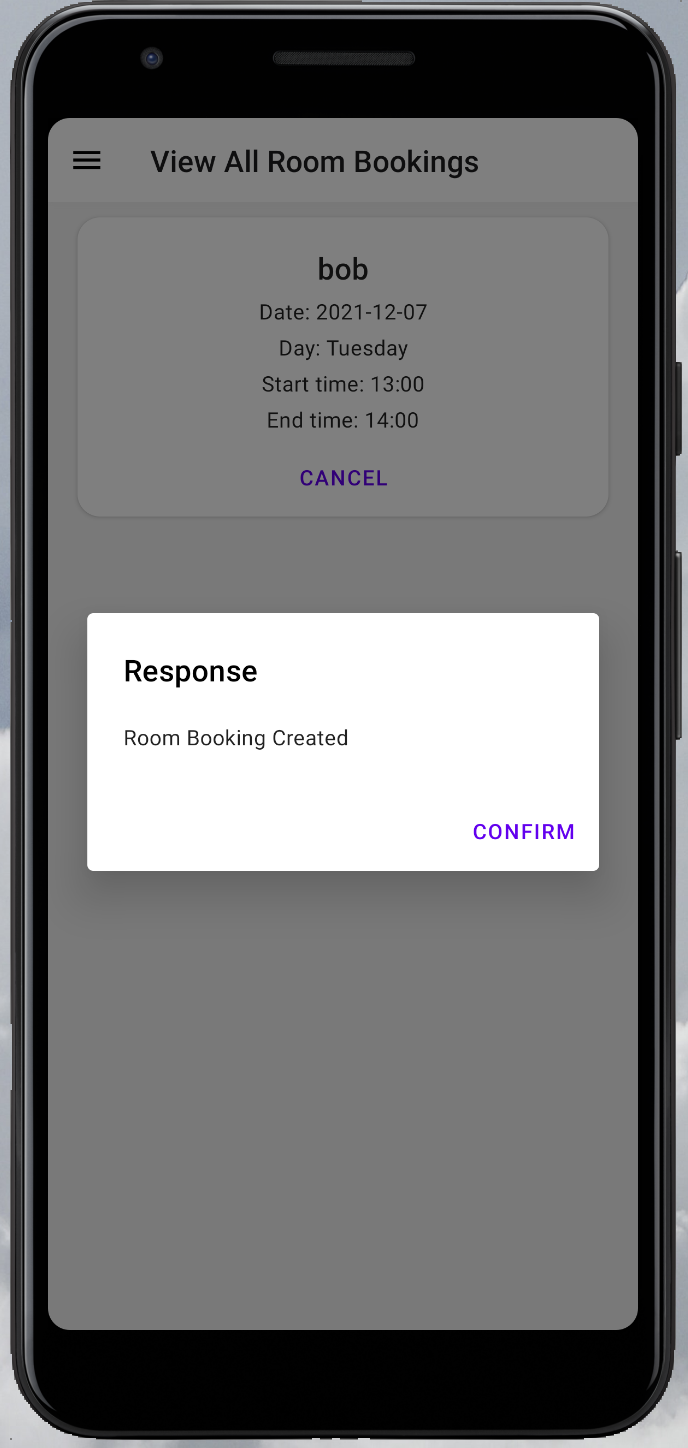 View All Room Bookings
bob
Date: 2021-12-07
Day: Tuesday
Start time: 13:00
End time: 14:00
CANCEL
Response
Room Booking Created
CONFIRM